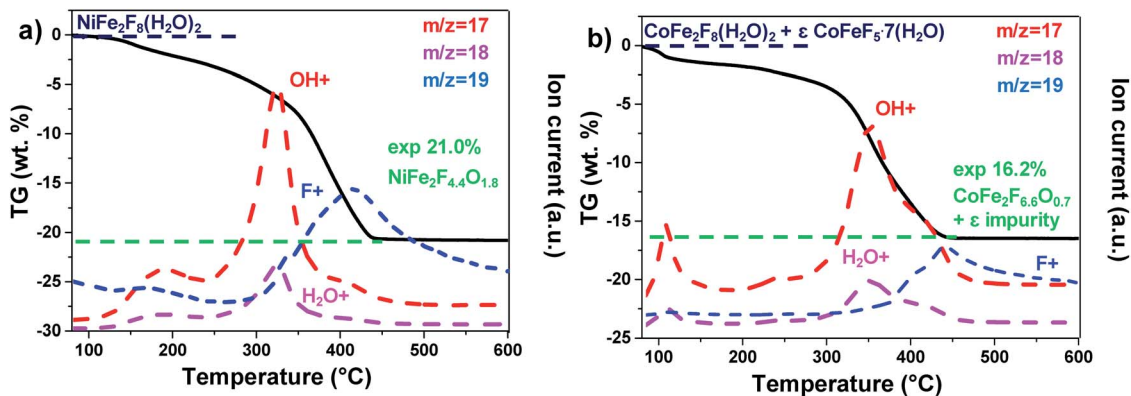 a)
NiFe₂F₈(H₂O)₂
m/z=17
m/z=18
m/z=19
OH+
exp 21.0%
NiFe₂F₄.₄O₁.₈
F+
H₂O+
0
-5
-10
-15
-20
-25
-30
TG (wt. %)
Ion current (a.u.)
100 200 300 400 500 600
Temperature (°C)
b)
CoFe₂F₈(H₂O)₂ + ε CoFeF₅·7(H₂O)
m/z=17
m/z=18
m/z=19
OH+
exp 16.2%
CoFe₂F₆.₆O₀.₇
+ ε impurity
H₂O+
F+
0
-5
-10
-15
-20
-25
TG (wt. %)
Ion current (a.u.)
100 200 300 400 500 600
Temperature (°C)